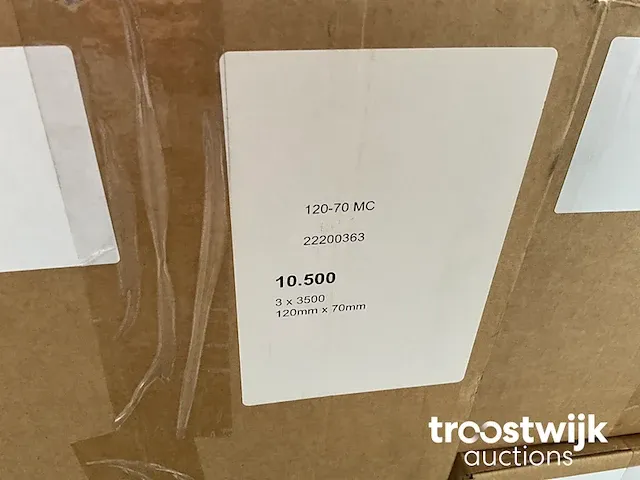 120-70 MC
22200363
10.500
3 x 3500
120mm x 70mm
troostwijk
auctions